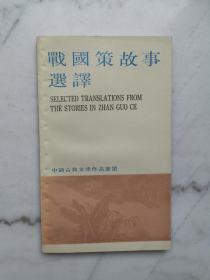 戰國策故事
選譯
SELECTED TRANSLATIONS FROM
THE STORIES IN ZHAN GUO CE
中國古典文學作品選讀